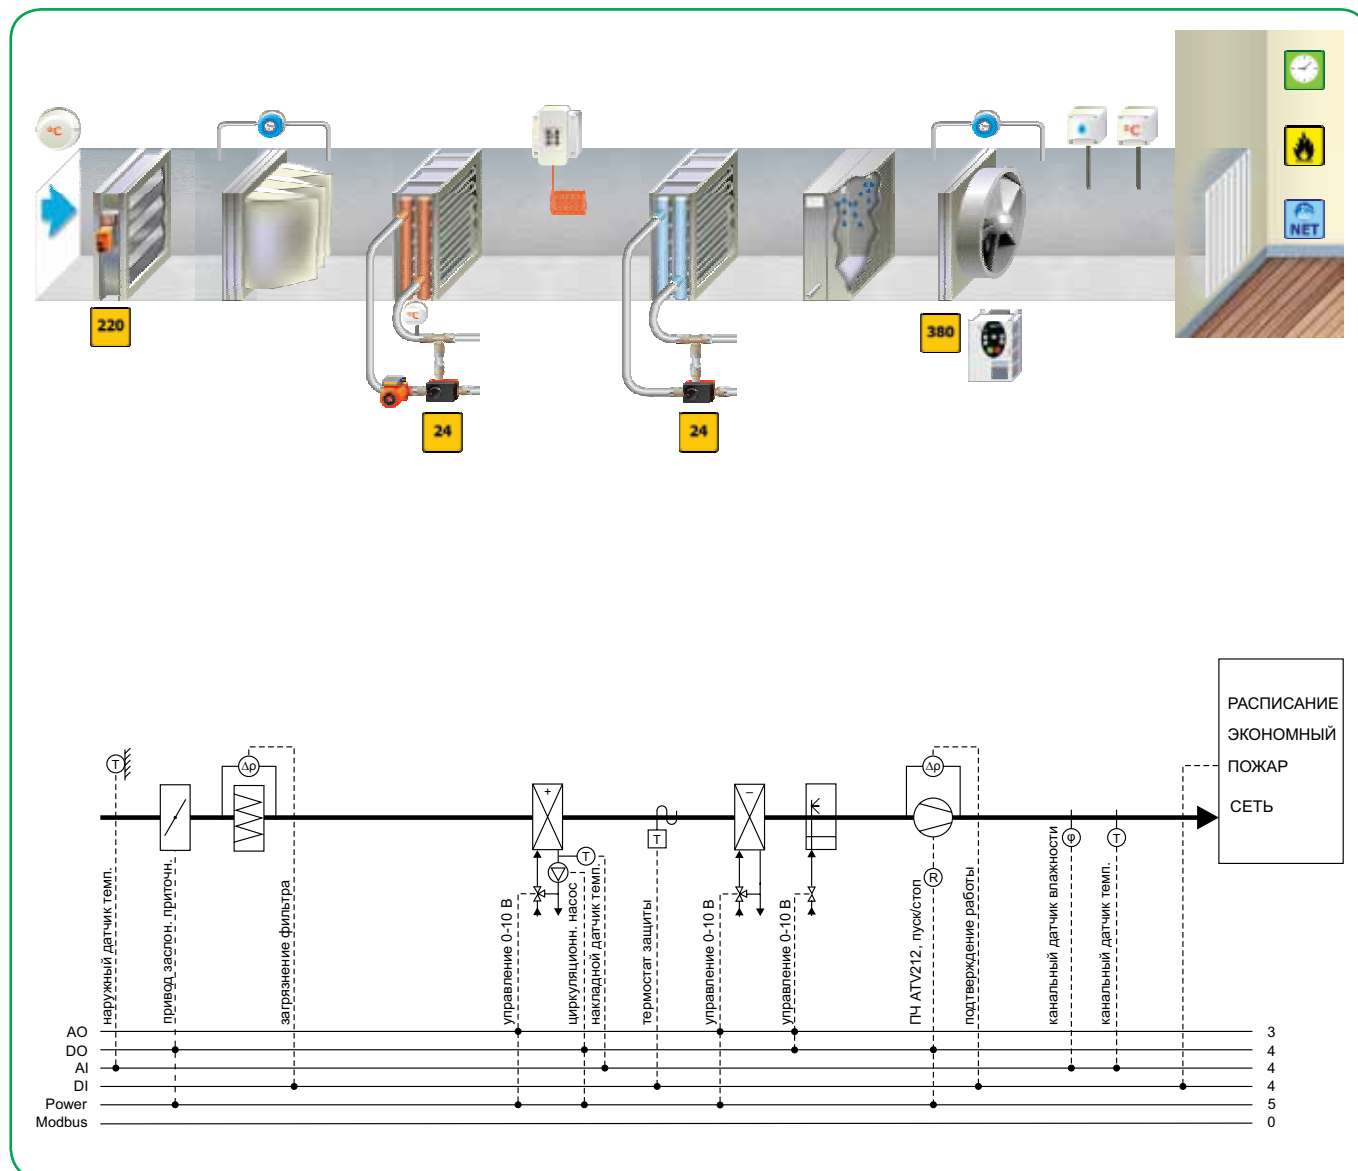 °C
°C
NET
220
°C
380
24
24
РАСПИСАНИЕ
ЭКОНОМНЫЙ
ПОЖАР
СЕТЬ
T
Δρ
+
T
T
–
Δρ
R
φ
T
наружный датчик темп.
привод заслон. приточн.
загрязнение фильтра
управление 0-10 В
циркуляционн. насос
накладной датчик темп.
термостат защиты
управление 0-10 В
управление 0-10 В
ПЧ ATV212, пуск/стоп
подтверждение работы
канальный датчик влажности
канальный датчик темп.
AO 3
DO 4
AI 4
DI 4
Power 5
Modbus 0